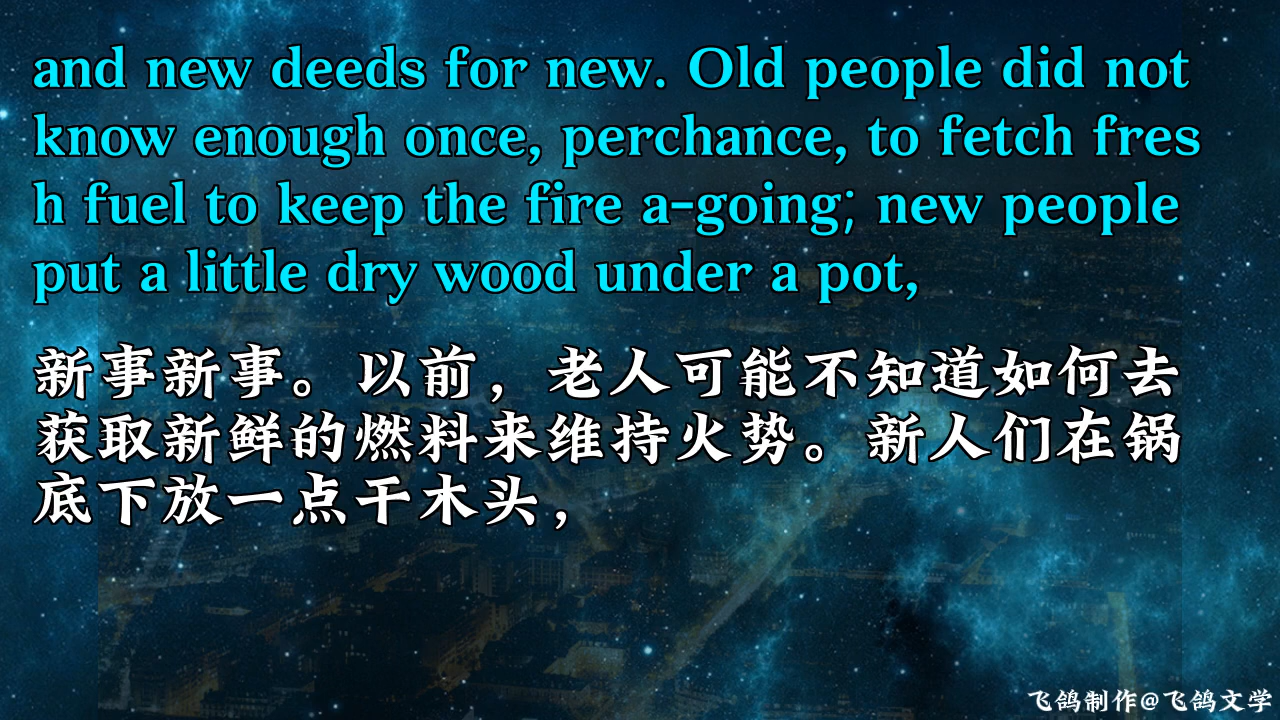 and new deeds for new. Old people did not
know enough once, perchance, to fetch fres
h fuel to keep the fire a-going; new people
put a little dry wood under a pot,
新事新事。以前，老人可能不知道如何去
获取新鲜的燃料来维持火势。新人们在锅
底下放一点干木头，
飞鸽制作@飞鸽文学